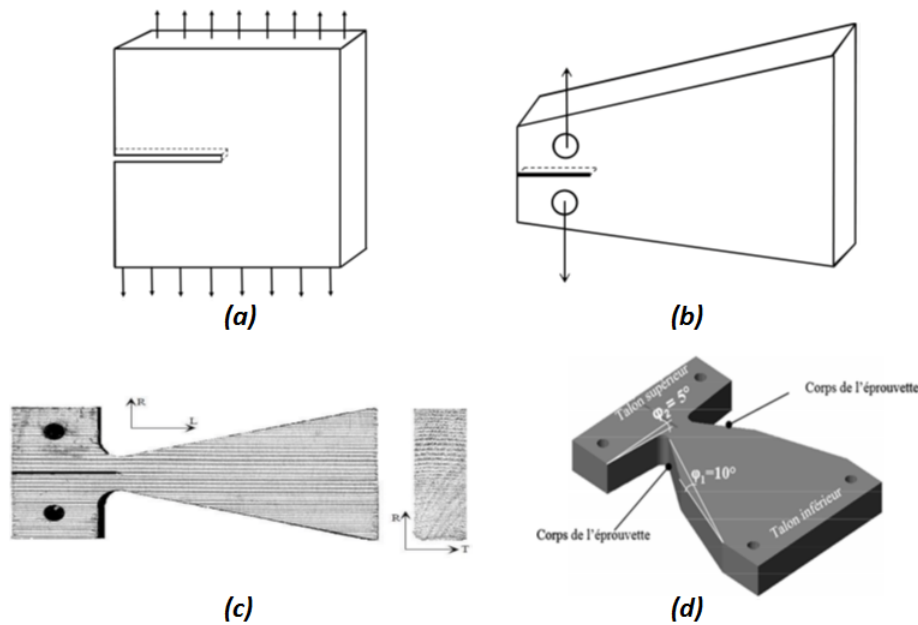 (a)
(b)
R
L
R
T
(c)
Talon supérieur
φ₂= 5°
Corps de l'éprouvette
φ₁=10°
Corps de l'éprouvette
Talon inférieur
(d)